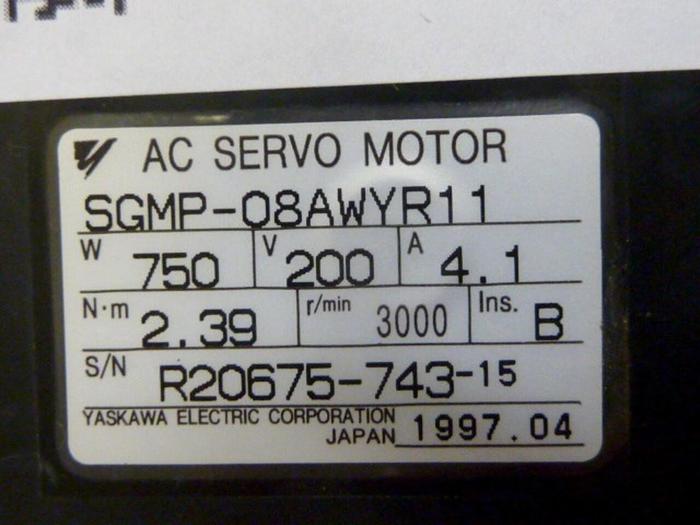 AC SERVO MOTOR
SGMP-08AWYR11
W 750 V 200 A 4.1
N·m 2.39 r/min 3000 Ins. B
S/N R20675-743-15
YASKAWA ELECTRIC CORPORATION
JAPAN 1997.04